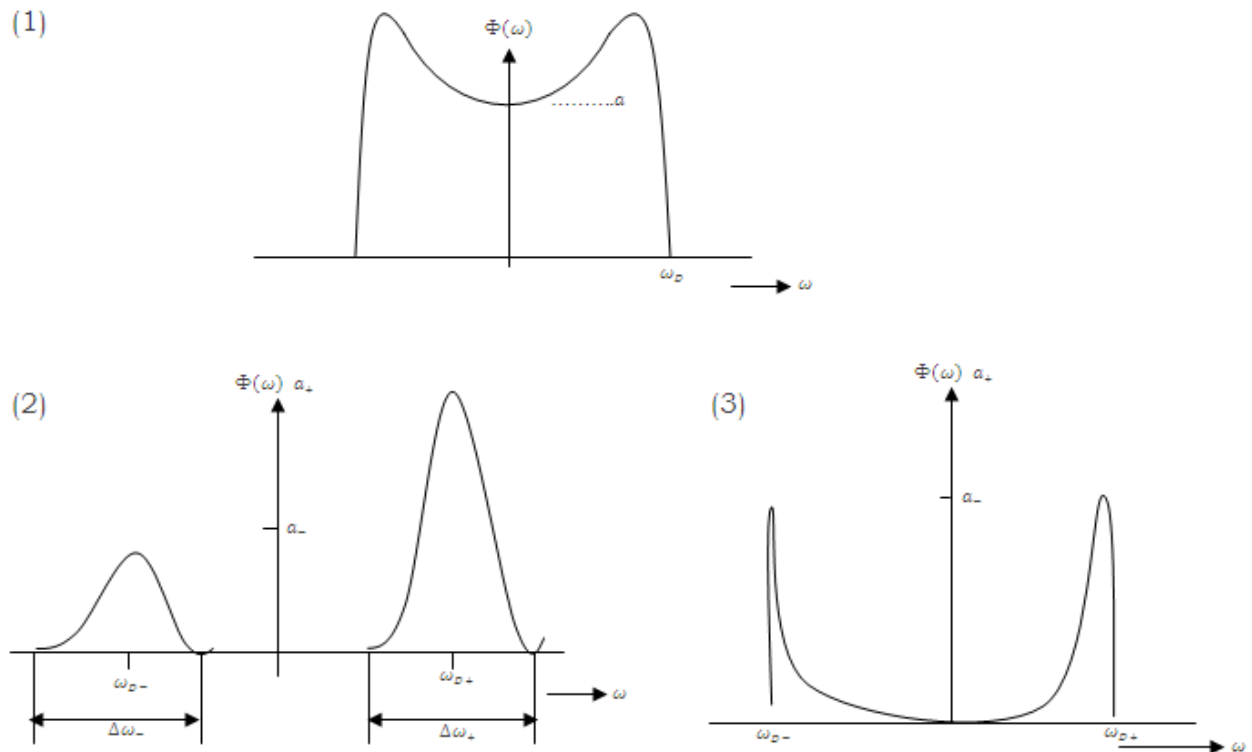 (1)
Φ(ω)
a
ω_D
ω
(2)
Φ(ω) a₊
a₋
ω_D−
ω_D+
ω
Δω₋
Δω₊
(3)
Φ(ω) a₊
a₋
ω_D−
ω_D+
ω